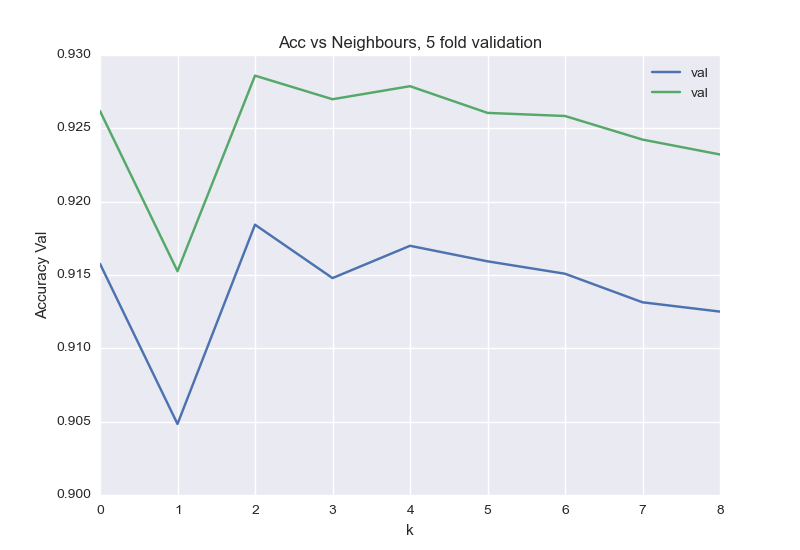 Acc vs Neighbours, 5 fold validation
0.930
0.925
0.920
0.915
0.910
0.905
0.900
Accuracy Val
val
val
0 1 2 3 4 5 6 7 8
k